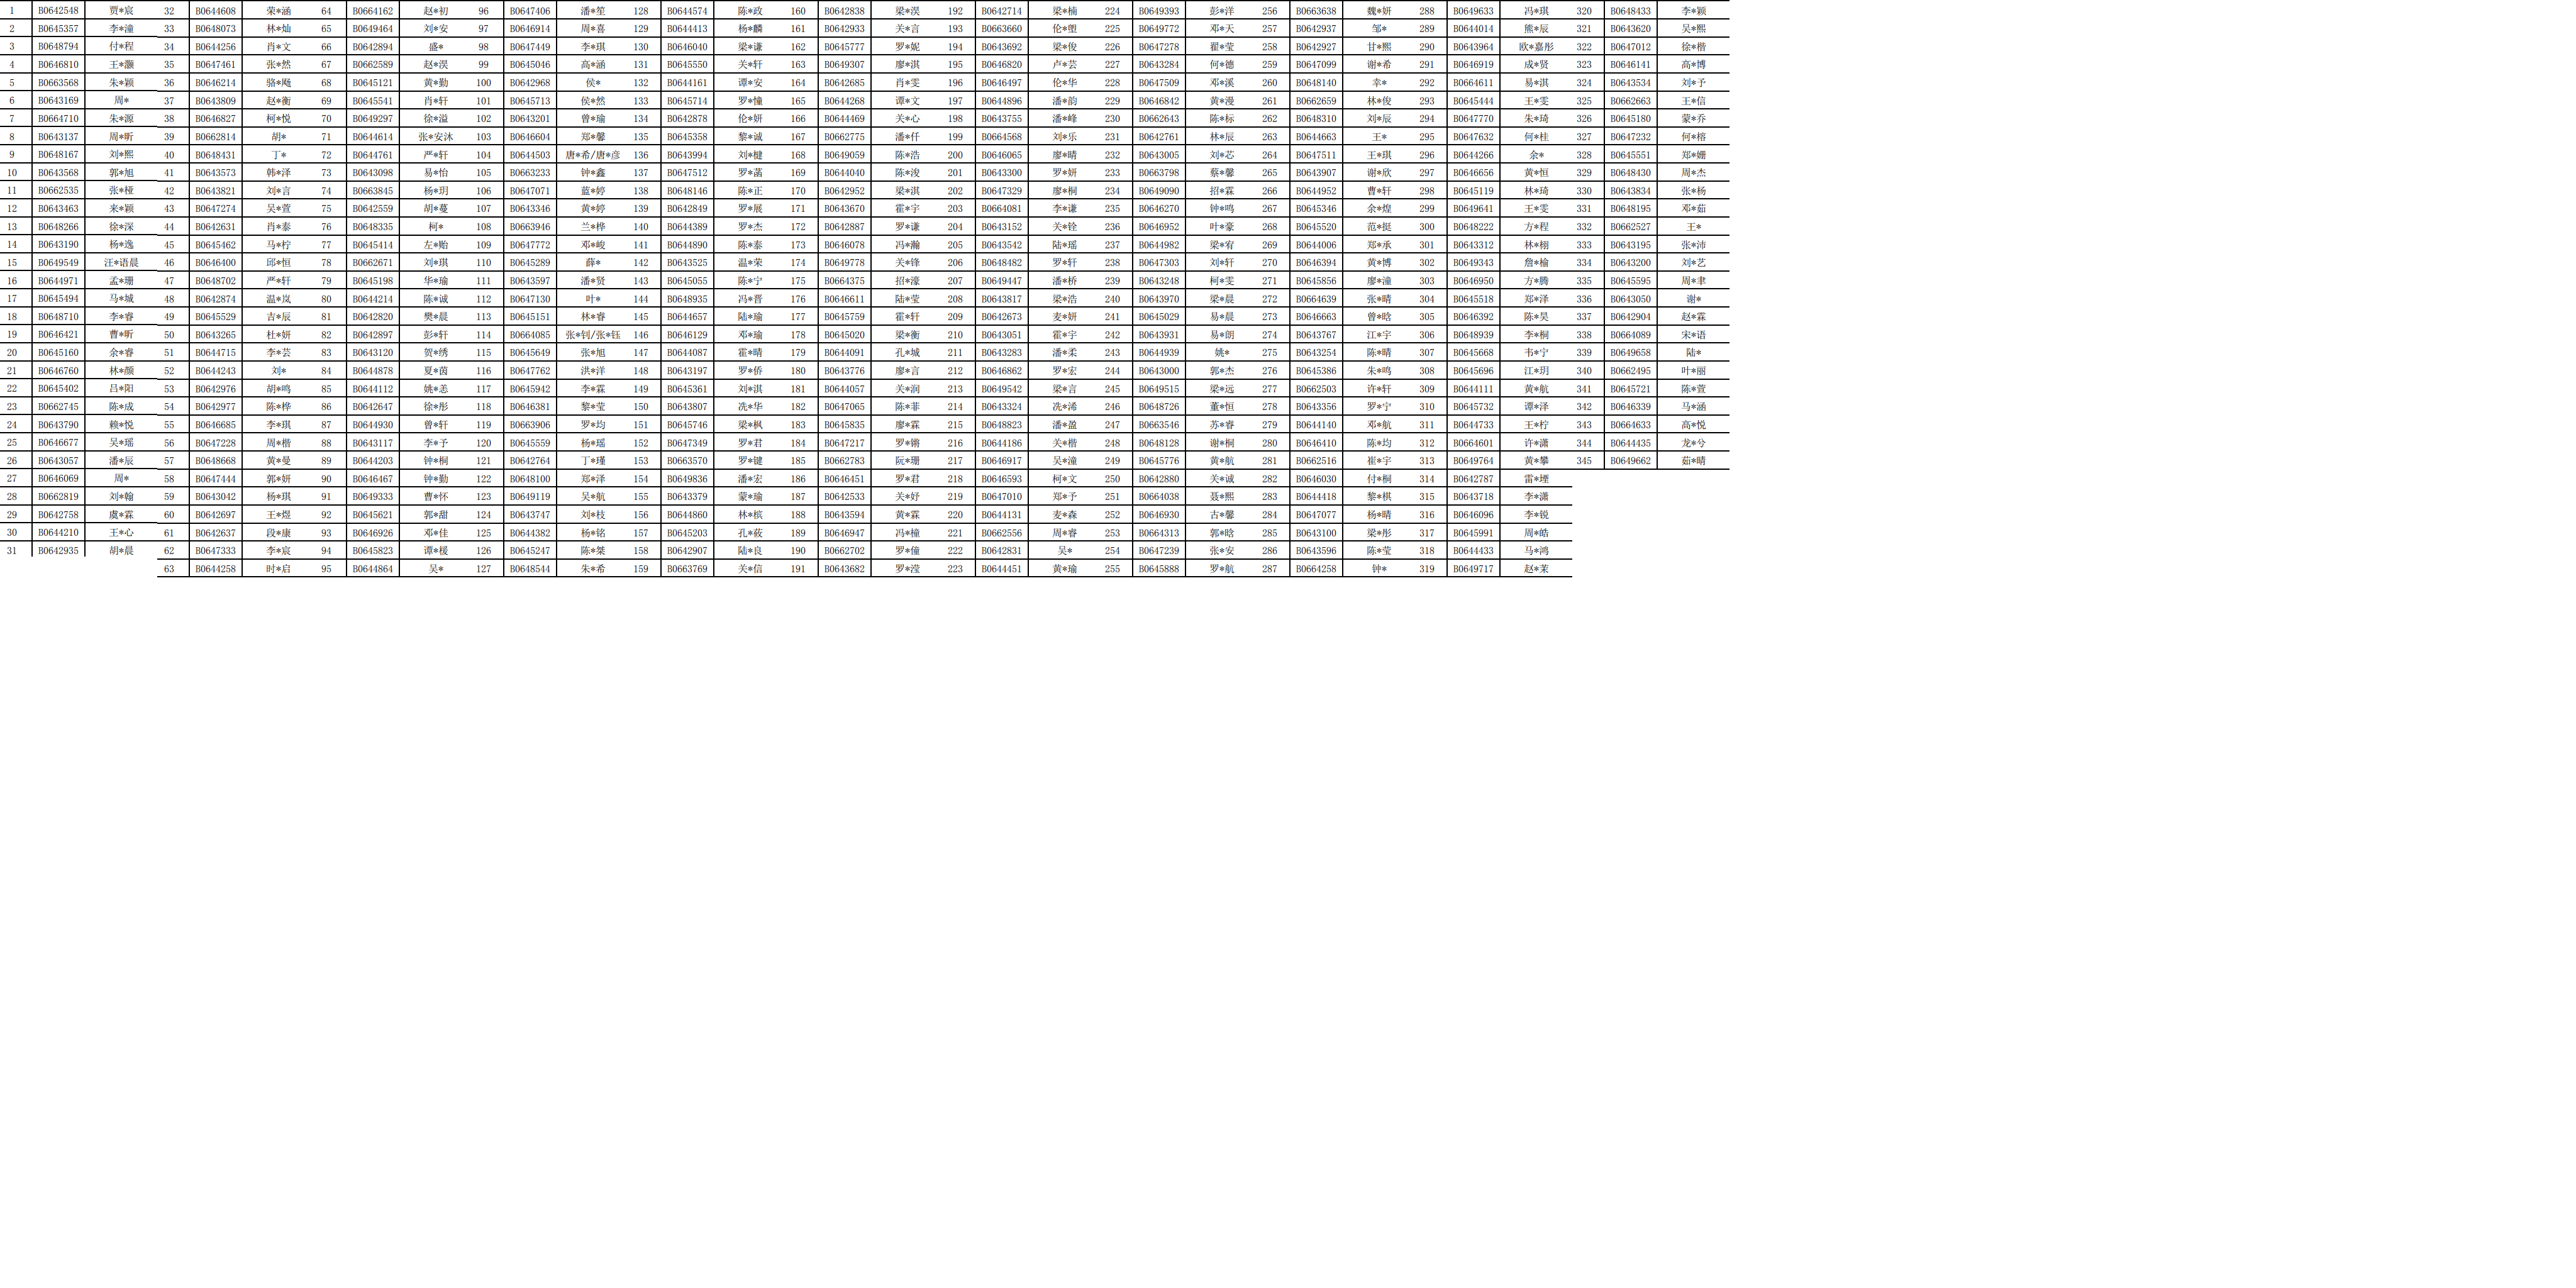 1 B0642548 贾*宸
2 B0645357 李*潼
3 B0648794 付*程
4 B0646810 王*灏
5 B0663568 朱*颖
6 B0643169 周*
7 B0664710 朱*源
8 B0643137 周*昕
9 B0648167 刘*熙
10 B0643568 郭*旭
11 B0662535 张*桠
12 B0643463 来*颖
13 B0648266 徐*深
14 B0643190 杨*逸
15 B0649549 汪*语晨
16 B0644971 孟*珊
17 B0645494 马*城
18 B0648710 李*睿
19 B0646421 曹*昕
20 B0645160 余*睿
21 B0646760 林*颜
22 B0645402 吕*阳
23 B0662745 陈*成
24 B0643790 赖*悦
25 B0646677 吴*瑶
26 B0643057 潘*辰
27 B0646069 周*
28 B0662819 刘*翰
29 B0642758 虞*霖
30 B0644210 王*心
31 B0642935 胡*晨
32 B0644608 荣*涵
33 B0648073 林*灿
34 B0644256 肖*文
35 B0647461 张*然
36 B0646214 骆*飚
37 B0643809 赵*衡
38 B0646827 柯*悦
39 B0662814 胡*
40 B0648431 丁*
41 B0643573 韩*泽
42 B0643821 刘*言
43 B0647274 吴*萱
44 B0642631 肖*泰
45 B0645462 马*柠
46 B0646400 邱*恒
47 B0648702 严*轩
48 B0642874 温*岚
49 B0645529 吉*辰
50 B0643265 杜*妍
51 B0644715 李*芸
52 B0644243 刘*
53 B0642976 胡*鸣
54 B0642977 陈*桦
55 B0646685 李*琪
56 B0647228 周*楷
57 B0648668 黄*曼
58 B0647444 郭*妍
59 B0643042 杨*琪
60 B0642697 王*煜
61 B0642637 段*康
62 B0647333 李*宸
63 B0644258 时*启
64 B0664162 赵*初
65 B0649464 刘*安
66 B0642894 盛*
67 B0662589 赵*淏
68 B0645121 黄*勤
69 B0645541 肖*轩
70 B0649297 徐*溢
71 B0644614 张*安沐
72 B0644761 严*轩
73 B0643098 易*怡
74 B0663845 杨*玥
75 B0642559 胡*蔓
76 B0648335 柯*
77 B0645414 左*贻
78 B0662671 刘*琪
79 B0645198 华*瑜
80 B0644214 陈*诚
81 B0642820 樊*晨
82 B0642897 彭*轩
83 B0643120 贺*绣
84 B0644878 夏*茵
85 B0644112 姚*恙
86 B0642647 徐*彤
87 B0644930 曾*轩
88 B0643117 李*予
89 B0644203 钟*桐
90 B0646467 钟*勤
91 B0649333 曹*怀
92 B0645621 郭*甜
93 B0646926 邓*佳
94 B0645823 谭*楥
95 B0644864 吴*
96 B0647406 潘*笙
97 B0646914 周*喜
98 B0647449 李*琪
99 B0645046 高*涵
100 B0642968 侯*
101 B0645713 侯*然
102 B0643201 曾*瑜
103 B0646604 郑*馨
104 B0644503 唐*希/唐*彦
105 B0663233 钟*鑫
106 B0647071 蓝*婷
107 B0643346 黄*婷
108 B0663946 兰*桦
109 B0647772 邓*峻
110 B0645289 薛*
111 B0643597 潘*贤
112 B0647130 叶*
113 B0645151 林*睿
114 B0664085 张*钊/张*钰
115 B0645649 张*旭
116 B0647762 洪*洋
117 B0645942 李*霖
118 B0646381 黎*莹
119 B0663906 罗*均
120 B0645559 杨*瑶
121 B0642764 丁*瑾
122 B0648100 郑*泽
123 B0649119 吴*航
124 B0643747 刘*枝
125 B0644382 杨*铭
126 B0645247 陈*桀
127 B0648544 朱*希
128 B0644574 陈*政
129 B0644413 杨*麟
130 B0646040 梁*谦
131 B0645550 关*轩
132 B0644161 谭*安
133 B0645714 罗*憧
134 B0642878 伦*妍
135 B0645358 黎*诚
136 B0643994 刘*楗
137 B0647512 罗*菡
138 B0648146 陈*正
139 B0642849 罗*展
140 B0644389 罗*杰
141 B0644890 陈*泰
142 B0643525 温*荣
143 B0645055 陈*宁
144 B0648935 冯*晋
145 B0644657 陆*瑜
146 B0646129 邓*瑜
147 B0644087 霍*晴
148 B0643197 罗*侨
149 B0645361 刘*淇
150 B0643807 冼*华
151 B0645746 梁*枫
152 B0647349 罗*君
153 B0663570 罗*键
154 B0649836 潘*宏
155 B0643379 蒙*瑜
156 B0644860 林*槟
157 B0645203 孔*莜
158 B0642907 陆*良
159 B0663769 关*信
160 B0642838 梁*淏
161 B0642933 关*言
162 B0645777 罗*妮
163 B0649307 廖*淇
164 B0642685 肖*雯
165 B0644268 谭*文
166 B0644469 关*心
167 B0662775 潘*仟
168 B0649059 陈*浩
169 B0644040 陈*浚
170 B0642952 梁*淇
171 B0643670 霍*宇
172 B0642887 罗*谦
173 B0646078 冯*瀚
174 B0649778 关*锋
175 B0664375 招*濠
176 B0646611 陆*莹
177 B0645759 霍*轩
178 B0645020 梁*衡
179 B0644091 孔*城
180 B0643776 廖*言
181 B0644057 关*润
182 B0647065 陈*菲
183 B0645835 廖*霖
184 B0647217 罗*锵
185 B0662783 阮*珊
186 B0646451 罗*君
187 B0642533 关*妤
188 B0643594 黄*霖
189 B0646947 冯*橦
190 B0662702 罗*僮
191 B0643682 罗*滢
192 B0642714 梁*楠
193 B0663660 伦*塱
194 B0643692 梁*俊
195 B0646820 卢*芸
196 B0646497 伦*华
197 B0644896 潘*韵
198 B0643755 潘*峰
199 B0664568 刘*乐
200 B0646065 廖*晴
201 B0643300 罗*妍
202 B0647329 廖*桐
203 B0664081 李*谦
204 B0643152 关*铨
205 B0643542 陆*瑶
206 B0648482 罗*轩
207 B0649447 潘*桥
208 B0643817 梁*浩
209 B0642673 麦*妍
210 B0643051 霍*宇
211 B0643283 潘*柔
212 B0646862 罗*宏
213 B0649542 梁*言
214 B0643324 冼*浠
215 B0648823 潘*盈
216 B0644186 关*楷
217 B0646917 吴*潼
218 B0646593 柯*文
219 B0647010 郑*予
220 B0644131 麦*森
221 B0662556 周*睿
222 B0642831 吴*
223 B0644451 黄*瑜
224 B0649393 彭*洋
225 B0649772 邓*天
226 B0647278 翟*莹
227 B0643284 何*德
228 B0647509 邓*溪
229 B0646842 黄*漫
230 B0662643 陈*标
231 B0642761 林*辰
232 B0643005 刘*芯
233 B0663798 蔡*馨
234 B0649090 招*霖
235 B0646270 钟*鸣
236 B0646952 叶*豪
237 B0644982 梁*宥
238 B0647303 刘*轩
239 B0643248 柯*雯
240 B0643970 梁*晨
241 B0645029 易*晨
242 B0643931 易*朗
243 B0644939 姚*
244 B0643000 郭*杰
245 B0649515 梁*远
246 B0648726 董*恒
247 B0663546 苏*睿
248 B0648128 谢*桐
249 B0645776 黄*航
250 B0642880 关*诚
251 B0664038 聂*熙
252 B0646930 古*馨
253 B0664313 郭*晗
254 B0647239 张*安
255 B0645888 罗*航
256 B0663638 魏*妍
257 B0642937 邹*
258 B0642927 甘*熙
259 B0647099 谢*希
260 B0648140 幸*
261 B0662659 林*俊
262 B0648310 刘*辰
263 B0644663 王*
264 B0647511 王*琪
265 B0643907 谢*欣
266 B0644952 曹*轩
267 B0645346 余*煌
268 B0645520 范*挺
269 B0644006 郑*承
270 B0646394 黄*博
271 B0645856 廖*潼
272 B0664639 张*晴
273 B0646663 曾*晗
274 B0643767 江*宇
275 B0643254 陈*晴
276 B0645386 朱*鸣
277 B0662503 许*轩
278 B0643356 罗*宁
279 B0644140 邓*航
280 B0646410 陈*均
281 B0662516 崔*宇
282 B0646030 付*桐
283 B0644418 黎*棋
284 B0647077 杨*晴
285 B0643100 梁*彤
286 B0643596 陈*莹
287 B0664258 钟*
288 B0649633 冯*琪
289 B0644014 熊*辰
290 B0643964 欧*嘉彤
291 B0646919 成*贤
292 B0664611 易*淇
293 B0645444 王*雯
294 B0647770 朱*琦
295 B0647632 何*桂
296 B0644266 余*
297 B0646656 黄*恒
298 B0645119 林*琦
299 B0649641 王*雯
300 B0648222 方*程
301 B0643312 林*栩
302 B0649343 詹*榆
303 B0646950 方*腾
304 B0645518 郑*泽
305 B0646392 陈*昊
306 B0648939 李*桐
307 B0645668 韦*宁
308 B0645696 江*玥
309 B0644111 黄*航
310 B0645732 谭*泽
311 B0644733 王*柠
312 B0664601 许*潇
313 B0649764 黄*攀
314 B0642787 雷*堙
315 B0643718 李*潇
316 B0646096 李*锐
317 B0645991 周*皓
318 B0644433 马*鸿
319 B0649717 赵*茉
320 B0648433 李*颖
321 B0643620 吴*熙
322 B0647012 徐*楷
323 B0646141 高*博
324 B0643534 刘*予
325 B0662663 王*信
326 B0645180 蒙*乔
327 B0647232 何*榕
328 B0645551 郑*姗
329 B0648430 周*杰
330 B0643834 张*杨
331 B0648195 邓*茹
332 B0662527 王*
333 B0643195 张*沛
334 B0643200 刘*艺
335 B0645595 周*聿
336 B0643050 谢*
337 B0642904 赵*霖
338 B0664089 宋*语
339 B0649658 陆*
340 B0662495 叶*丽
341 B0645721 陈*萱
342 B0646339 马*涵
343 B0664633 高*悦
344 B0644435 龙*兮
345 B0649662 茹*晴